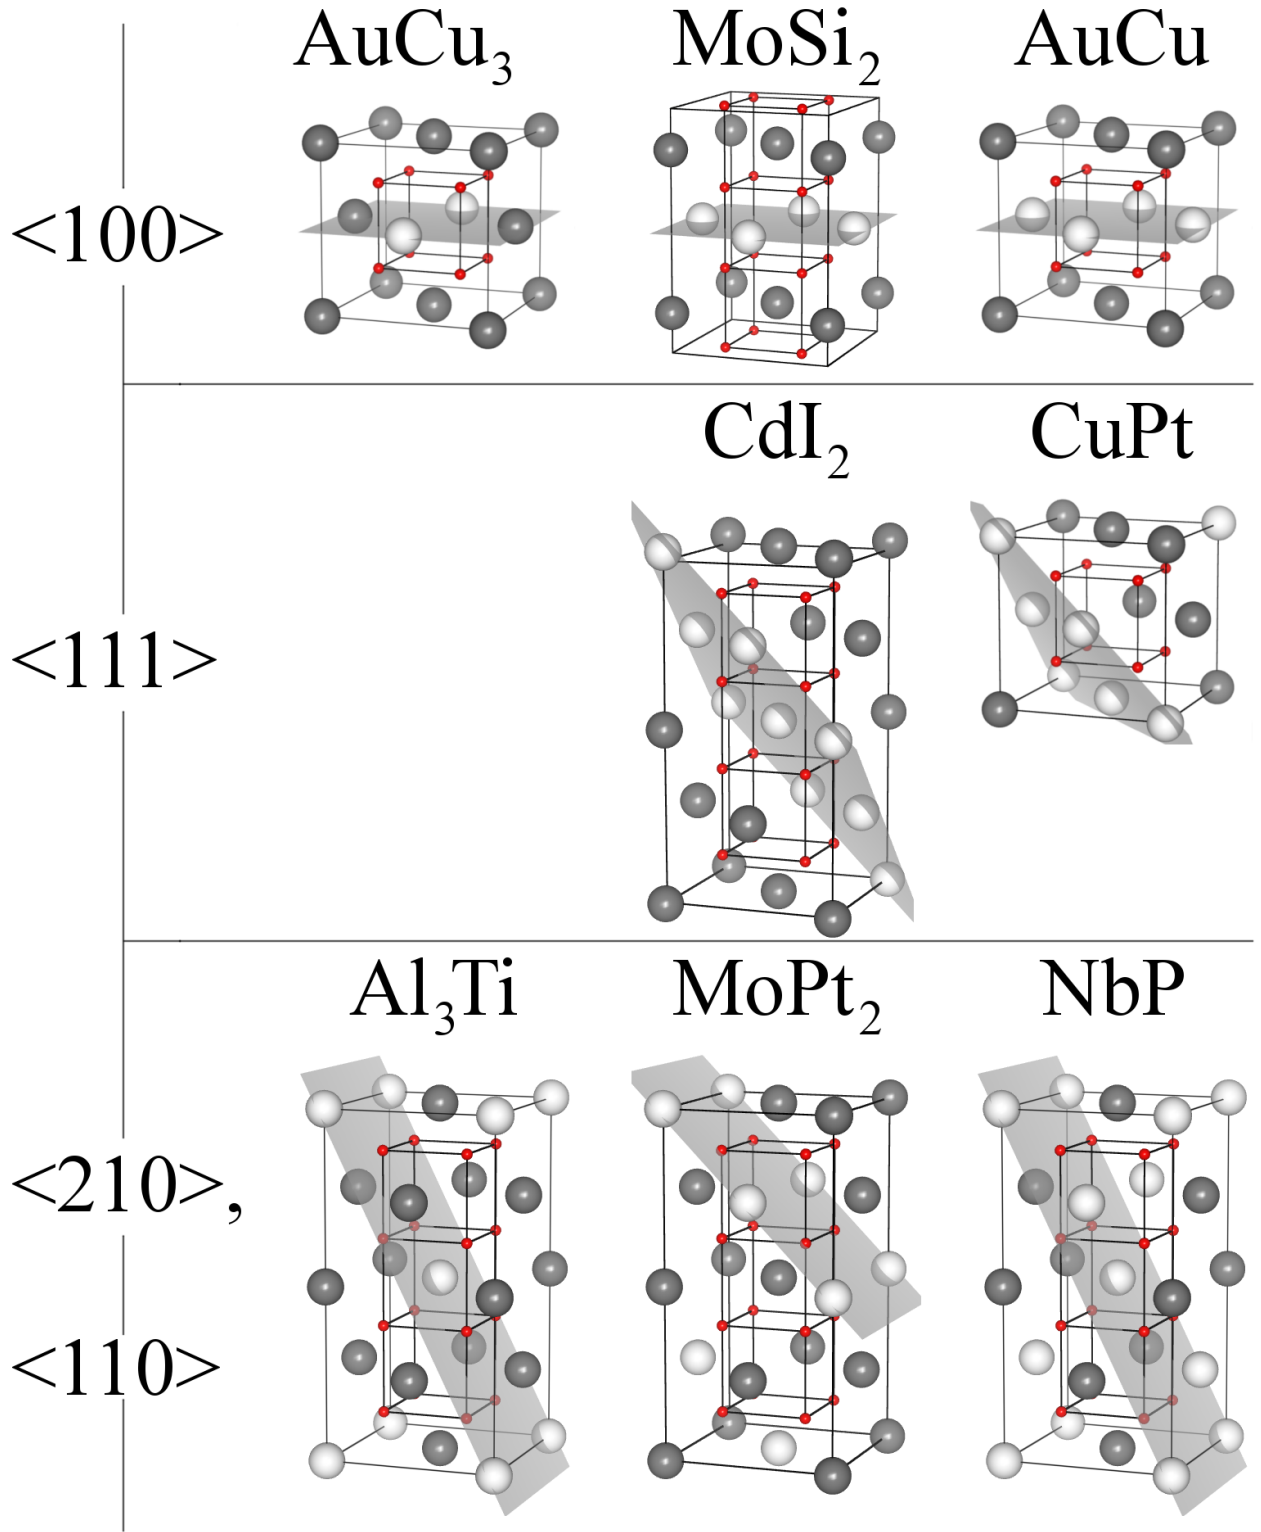 AuCu₃ MoSi₂ AuCu
<100>
CdI₂ CuPt
<111>
Al₃Ti MoPt₂ NbP
<210>,
<110>